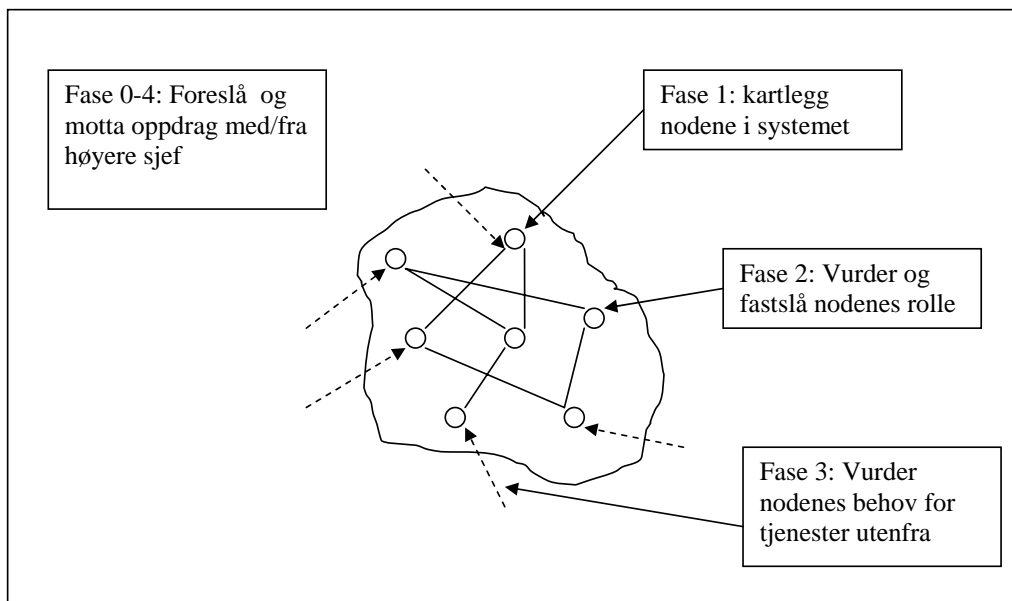 Fase 0-4: Foreslå og
motta oppdrag med/fra
høyere sjef
Fase 1: kartlegg
nodene i systemet
Fase 2: Vurder og
fastslå nodenes rolle
Fase 3: Vurder
nodenes behov for
tjenester utenfra